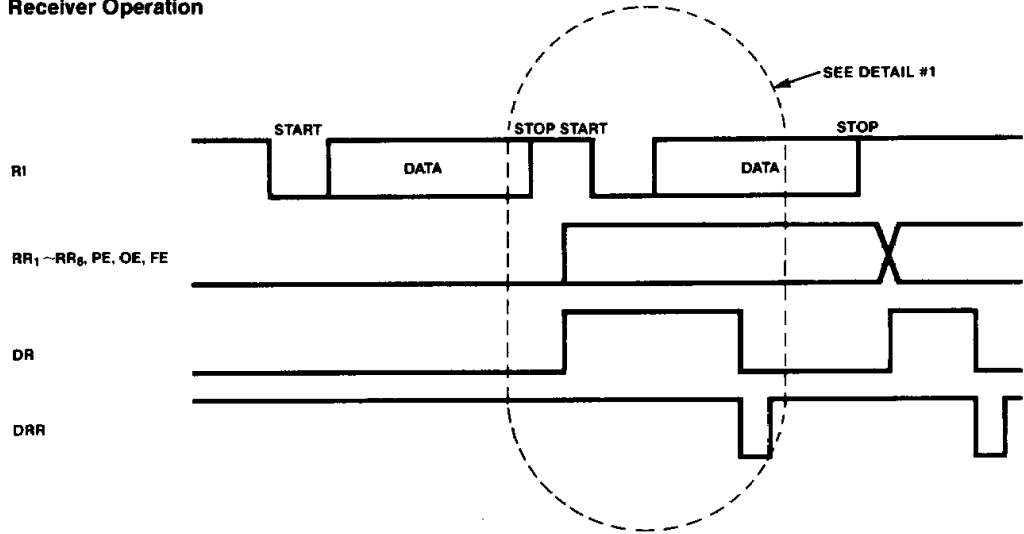 Receiver Operation
SEE DETAIL #1
START
STOP START
STOP
RI
DATA
DATA
RR₁~RR₈, PE, OE, FE
DR
DRR